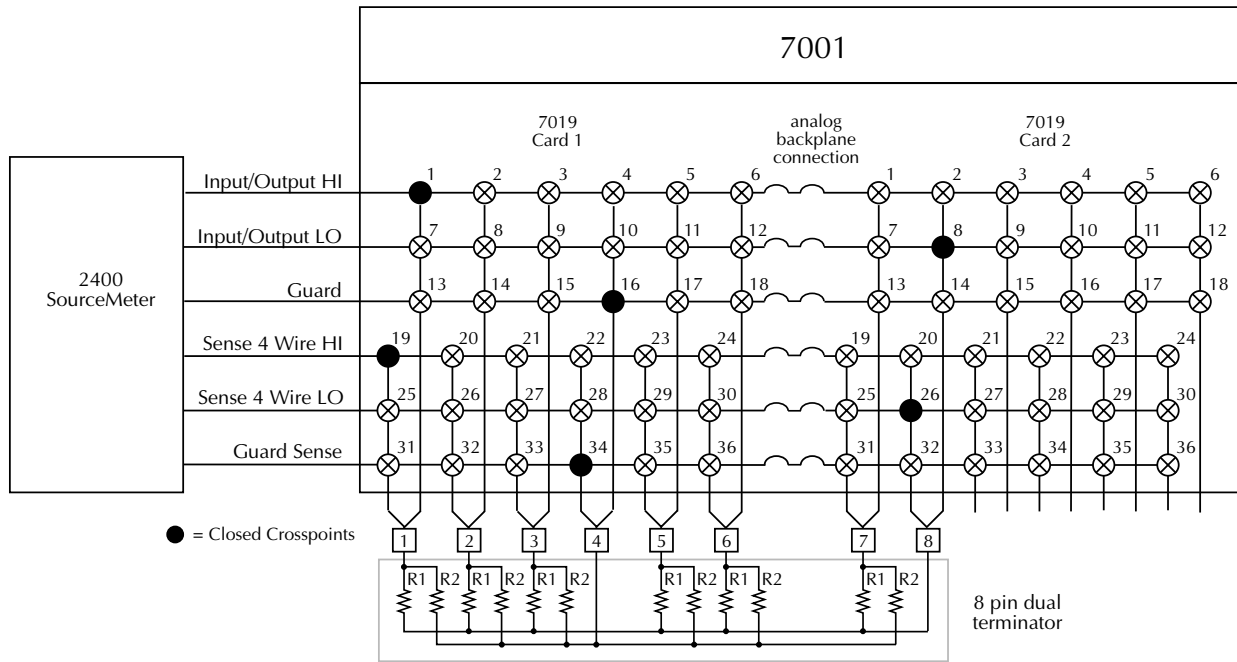 7001
7019
Card 1
analog
backplane
connection
7019
Card 2
Input/Output HI
1 2 3 4 5 6 1 2 3 4 5 6
Input/Output LO
7 8 9 10 11 12 7 8 9 10 11 12
2400
SourceMeter
Guard
13 14 15 16 17 18 13 14 15 16 17 18
Sense 4 Wire HI
19 20 21 22 23 24 19 20 21 22 23 24
Sense 4 Wire LO
25 26 27 28 29 30 25 26 27 28 29 30
Guard Sense
31 32 33 34 35 36 31 32 33 34 35 36
= Closed Crosspoints
1 2 3 4 5 6 7 8
R1 R2 R1 R2 R1 R2 R1 R2 R1 R2 R1 R2
8 pin dual
terminator